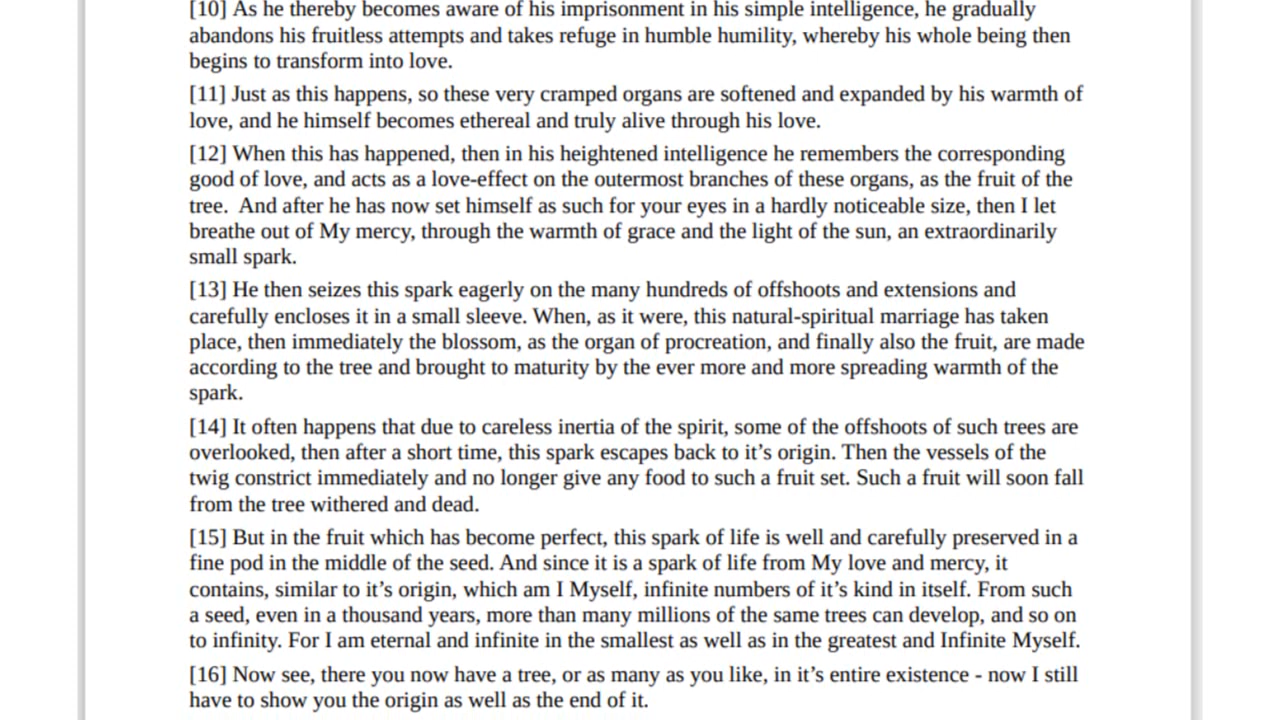 [10] As he thereby becomes aware of his imprisonment in his simple intelligence, he gradually
abandons his fruitless attempts and takes refuge in humble humility, whereby his whole being then
begins to transform into love.
[11] Just as this happens, so these very cramped organs are softened and expanded by his warmth of
love, and he himself becomes ethereal and truly alive through his love.
[12] When this has happened, then in his heightened intelligence he remembers the corresponding
good of love, and acts as a love-effect on the outermost branches of these organs, as the fruit of the
tree.  And after he has now set himself as such for your eyes in a hardly noticeable size, then I let
breathe out of My mercy, through the warmth of grace and the light of the sun, an extraordinarily
small spark.
[13] He then seizes this spark eagerly on the many hundreds of offshoots and extensions and
carefully encloses it in a small sleeve. When, as it were, this natural-spiritual marriage has taken
place, then immediately the blossom, as the organ of procreation, and finally also the fruit, are made
according to the tree and brought to maturity by the ever more and more spreading warmth of the
spark.
[14] It often happens that due to careless inertia of the spirit, some of the offshoots of such trees are
overlooked, then after a short time, this spark escapes back to it’s origin. Then the vessels of the
twig constrict immediately and no longer give any food to such a fruit set. Such a fruit will soon fall
from the tree withered and dead.
[15] But in the fruit which has become perfect, this spark of life is well and carefully preserved in a
fine pod in the middle of the seed. And since it is a spark of life from My love and mercy, it
contains, similar to it’s origin, which am I Myself, infinite numbers of it’s kind in itself. From such
a seed, even in a thousand years, more than many millions of the same trees can develop, and so on
to infinity. For I am eternal and infinite in the smallest as well as in the greatest and Infinite Myself.
[16] Now see, there you now have a tree, or as many as you like, in it’s entire existence - now I still
have to show you the origin as well as the end of it.